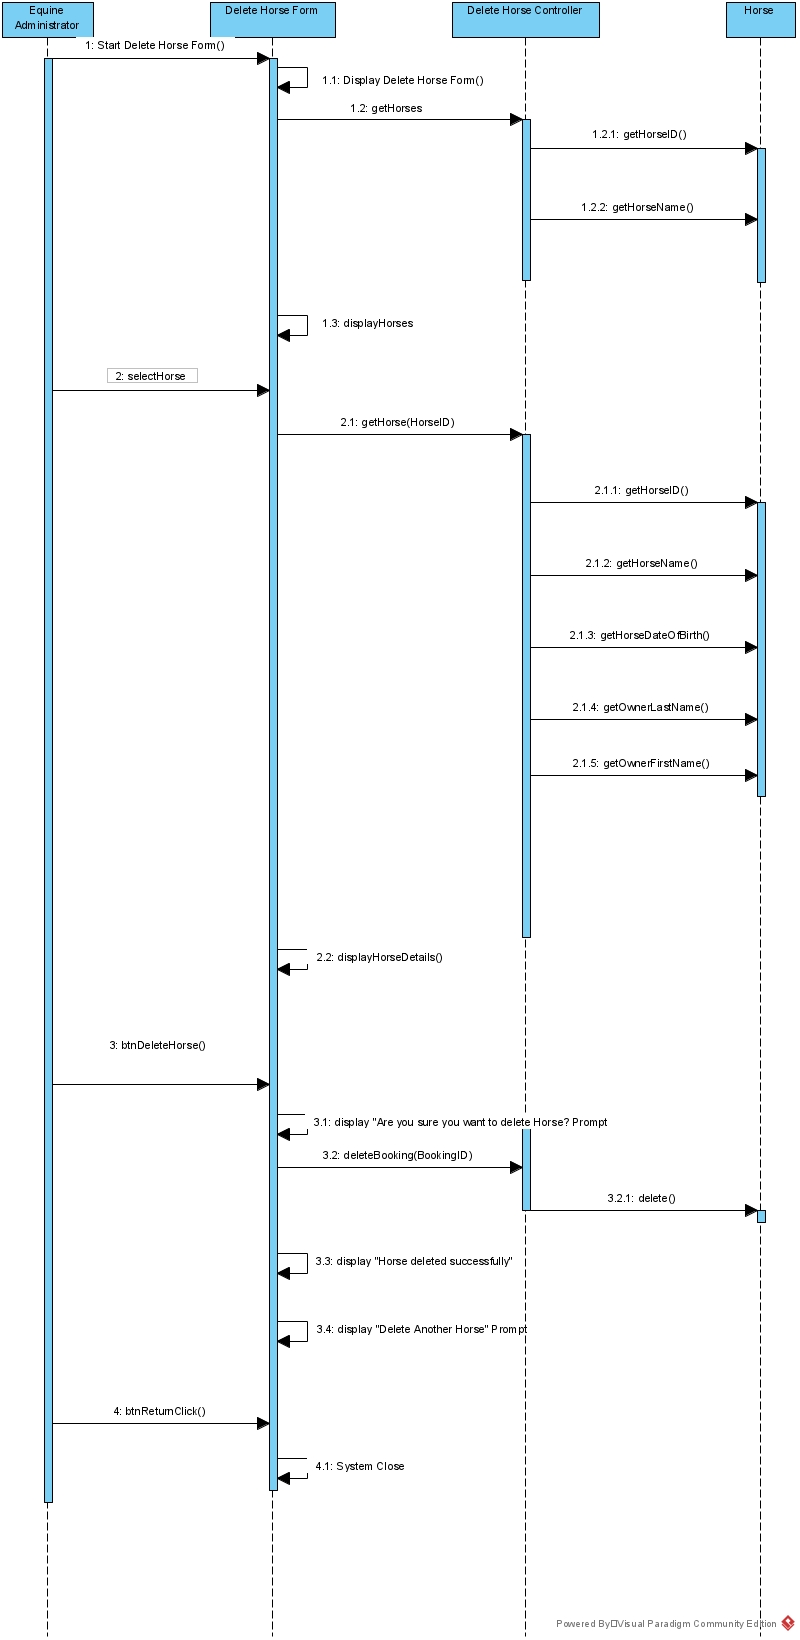 Equine
Administrator
Delete Horse Form
Delete Horse Controller
Horse
1: Start Delete Horse Form()
1.1: Display Delete Horse Form()
1.2: getHorses
1.2.1: getHorseID()
1.2.2: getHorseName()
1.3: displayHorses
2: selectHorse
2.1: getHorse(HorseID)
2.1.1: getHorseID()
2.1.2: getHorseName()
2.1.3: getHorseDateOfBirth()
2.1.4: getOwnerLastName()
2.1.5: getOwnerFirstName()
2.2: displayHorseDetails()
3: btnDeleteHorse()
3.1: display "Are you sure you want to delete Horse? Prompt
3.2: deleteBooking(BookingID)
3.2.1: delete()
3.3: display "Horse deleted successfully"
3.4: display "Delete Another Horse" Prompt
4: btnReturnClick()
4.1: System Close
Powered By Visual Paradigm Community Edition